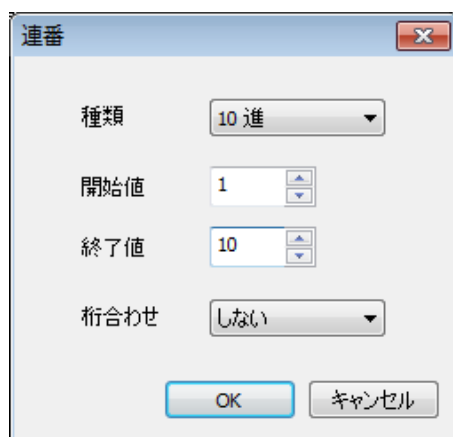 連番
種類 10 進
開始値 1
終了値 10
桁合わせ しない
OK キャンセル